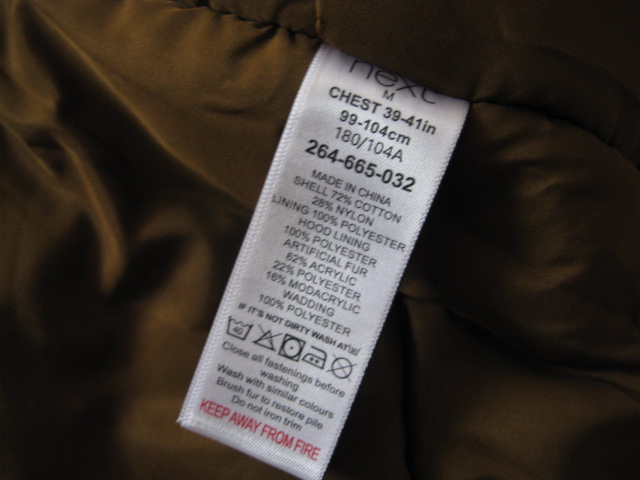 next
M
CHEST 39-41in
99-104cm
180/104A
264-665-032
MADE IN CHINA
SHELL 72% COTTON
28% NYLON
LINING 100% POLYESTER
HOOD LINING
100% POLYESTER
ARTIFICIAL FUR
62% ACRYLIC
22% POLYESTER
16% MODACRYLIC
WADDING
100% POLYESTER
IF IT'S NOT DIRTY WASH AT
40
Close all fastenings before
washing
Wash with similar colours
Brush fur to restore pile
Do not iron trim
KEEP AWAY FROM FIRE